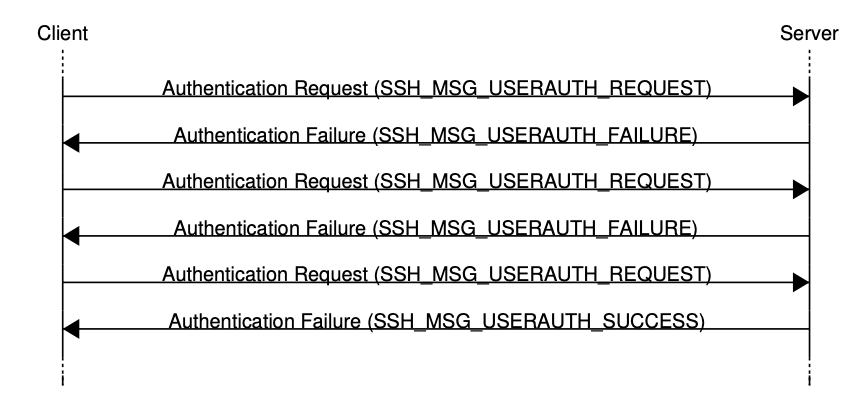 Client
Server
Authentication Request (SSH_MSG_USERAUTH_REQUEST)
Authentication Failure (SSH_MSG_USERAUTH_FAILURE)
Authentication Request (SSH_MSG_USERAUTH_REQUEST)
Authentication Failure (SSH_MSG_USERAUTH_FAILURE)
Authentication Request (SSH_MSG_USERAUTH_REQUEST)
Authentication Failure (SSH_MSG_USERAUTH_SUCCESS)